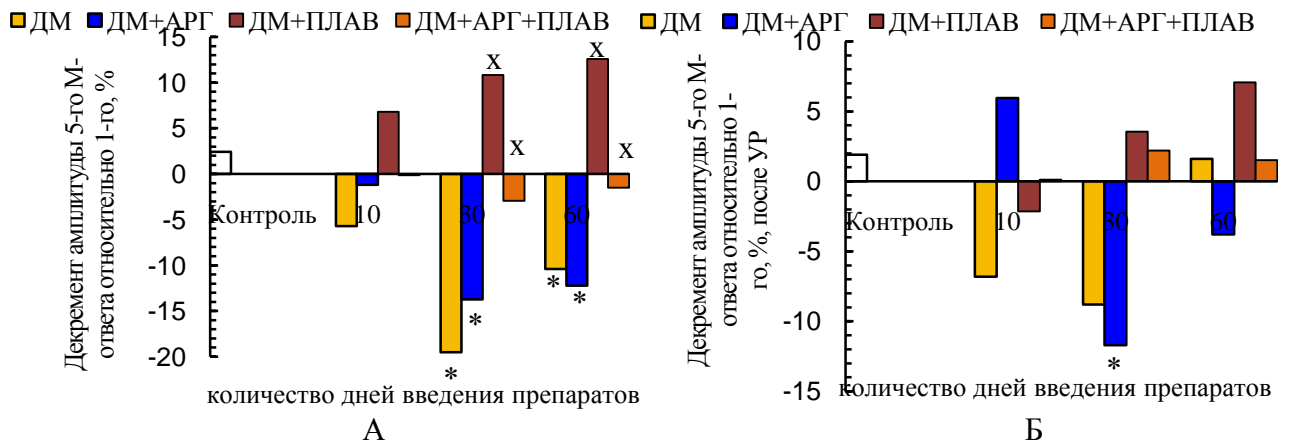 ДМ ДМ+АРГ ДМ+ПЛАВ ДМ+АРГ+ПЛАВ
Декремент амплитуды 5-го М-
ответа относительно 1-го, %
15
10
5
0
-5
-10
-15
-20
Контроль 10 30 60
x x
x x
* *
*
*
количество дней введения препаратов
А
ДМ ДМ+АРГ ДМ+ПЛАВ ДМ+АРГ+ПЛАВ
Декремент амплитуды 5-го М-
ответа относительно 1-
го, %, после УР
10
5
0
-5
-10
-15
Контроль 10 30 60
*
количество дней введения препаратов
Б